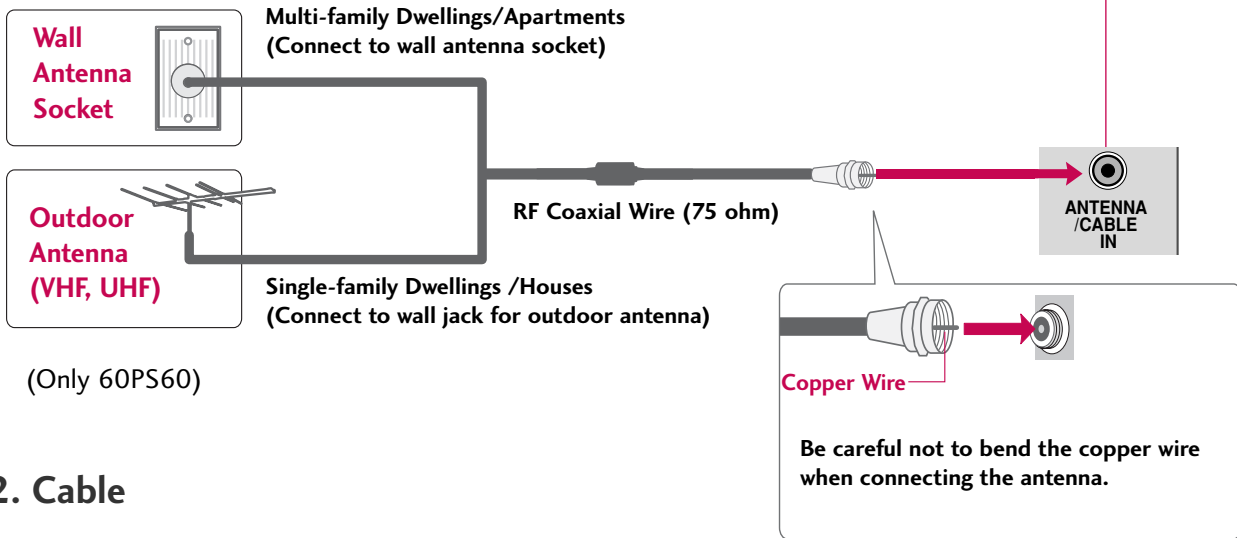 Wall
Antenna
Socket
Multi-family Dwellings/Apartments
(Connect to wall antenna socket)
Outdoor
Antenna
(VHF, UHF)
RF Coaxial Wire (75 ohm)
Single-family Dwellings /Houses
(Connect to wall jack for outdoor antenna)
ANTENNA
/CABLE
IN
(Only 60PS60)
Copper Wire
Be careful not to bend the copper wire
when connecting the antenna.
2. Cable